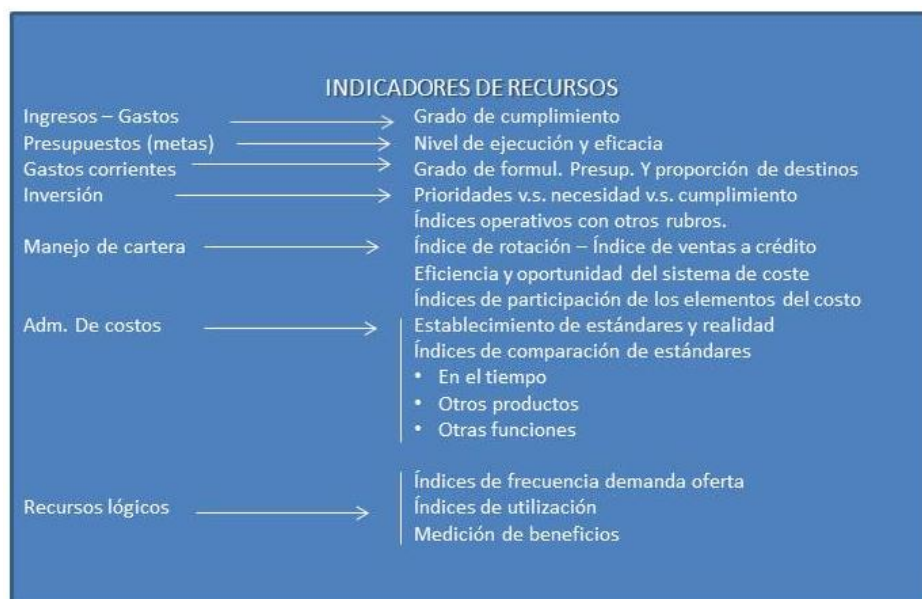 INDICADORES DE RECURSOS
Ingresos – Gastos Grado de cumplimiento
Presupuestos (metas) Nivel de ejecución y eficacia
Gastos corrientes Grado de formul. Presup. Y proporción de destinos
Inversión Prioridades v.s. necesidad v.s. cumplimiento
Índices operativos con otros rubros.
Manejo de cartera Índice de rotación – Índice de ventas a crédito
Eficiencia y oportunidad del sistema de coste
Índices de participación de los elementos del costo
Adm. De costos Establecimiento de estándares y realidad
Índices de comparación de estándares
• En el tiempo
• Otros productos
• Otras funciones
Índices de frecuencia demanda oferta
Recursos lógicos Índices de utilización
Medición de beneficios